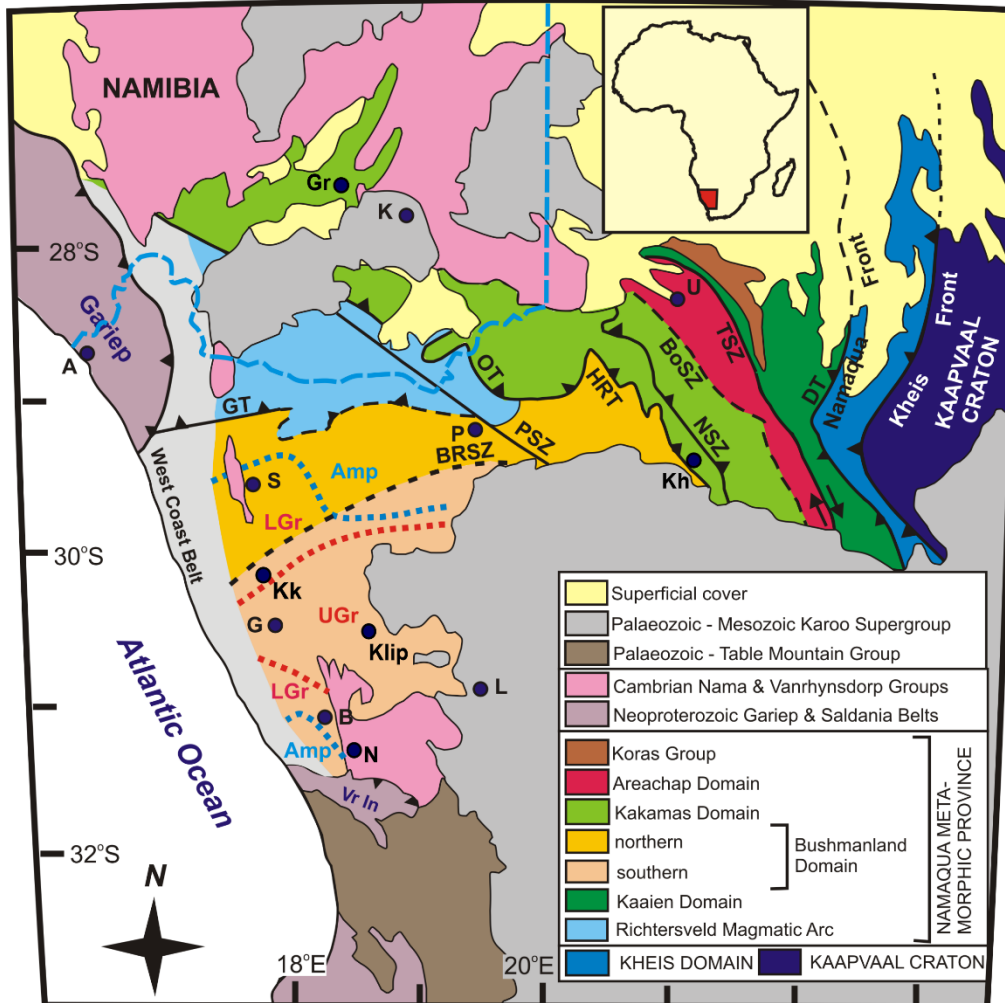 NAMIBIA
Gr
K
28°S
Gariep
A
U
TSZ
Front
Namaqua
Front
Kheis
KAAPVAAL
CRATON
DT
BoSZ
OT
HRT
NSZ
GT
P
BRSZ
PSZ
Kh
Amp
S
LGr
West Coast Belt
30°S
Kk
G
UGr
Klip
LGr
L
B
Amp
N
Vr In
Atlantic Ocean
32°S
N
18°E
20°E
Superficial cover
Palaeozoic - Mesozoic Karoo Supergroup
Palaeozoic - Table Mountain Group
Cambrian Nama & Vanrhynsdorp Groups
Neoproterozoic Gariep & Saldania Belts
Koras Group
Areachap Domain
Kakamas Domain
northern
southern
Bushmanland
Domain
Kaaien Domain
Richtersveld Magmatic Arc
NAMAQUA META-
MORPHIC PROVINCE
KHEIS DOMAIN
KAAPVAAL CRATON